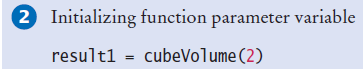 2 Initializing function parameter variable
result1 = cubeVolume(2)